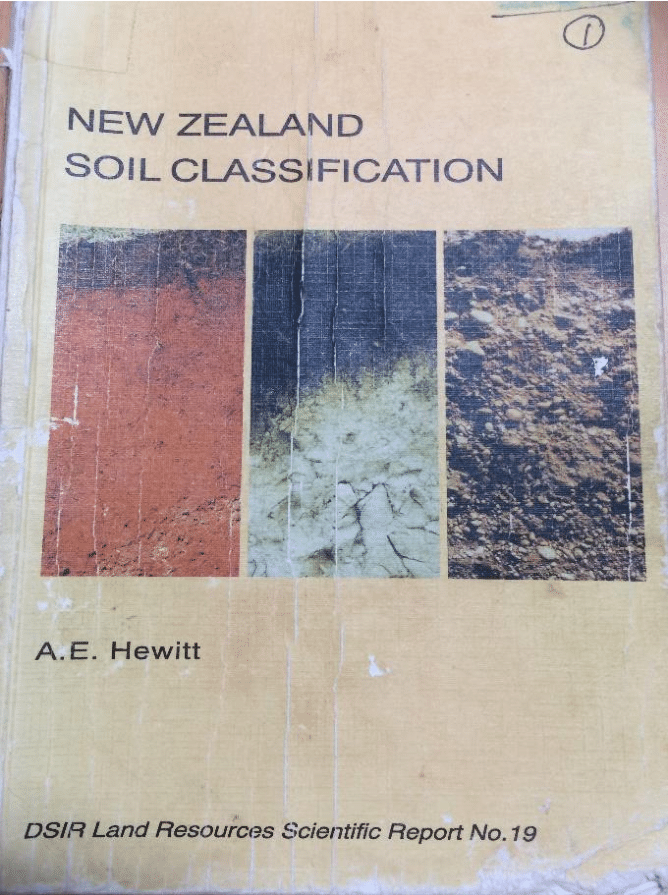 1
NEW ZEALAND
SOIL CLASSIFICATION
A.E. Hewitt
DSIR Land Resources Scientific Report No.19